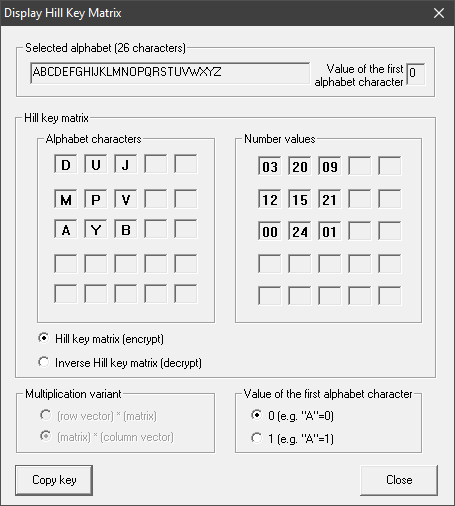 Display Hill Key Matrix
Selected alphabet (26 characters)
ABCDEFGHIJKLMNOPQRSTUVWXYZ
Value of the first
alphabet character
0
Hill key matrix
Alphabet characters
D U J
M P V
A Y B
Number values
03 20 09
12 15 21
00 24 01
Hill key matrix (encrypt)
Inverse Hill key matrix (decrypt)
Multiplication variant
(row vector) * (matrix)
(matrix) * (column vector)
Value of the first alphabet character
0 (e.g. "A"=0)
1 (e.g. "A"=1)
Copy key
Close